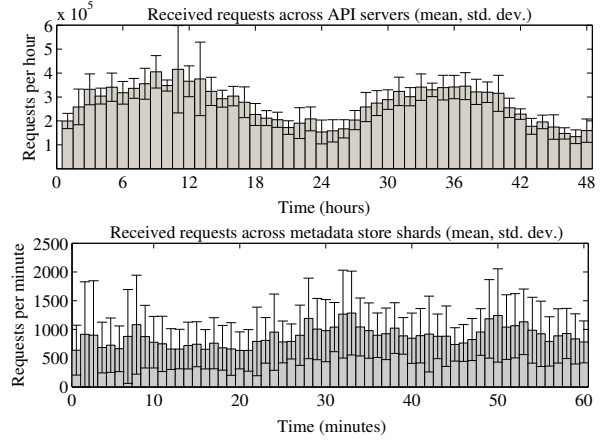 x 10^5
Received requests across API servers (mean, std. dev.)
Requests per hour
6
5
4
3
2
1
0 6 12 18 24 30 36 42 48
Time (hours)
Received requests across metadata store shards (mean, std. dev.)
Requests per minute
2500
2000
1500
1000
500
0
0 10 20 30 40 50 60
Time (minutes)